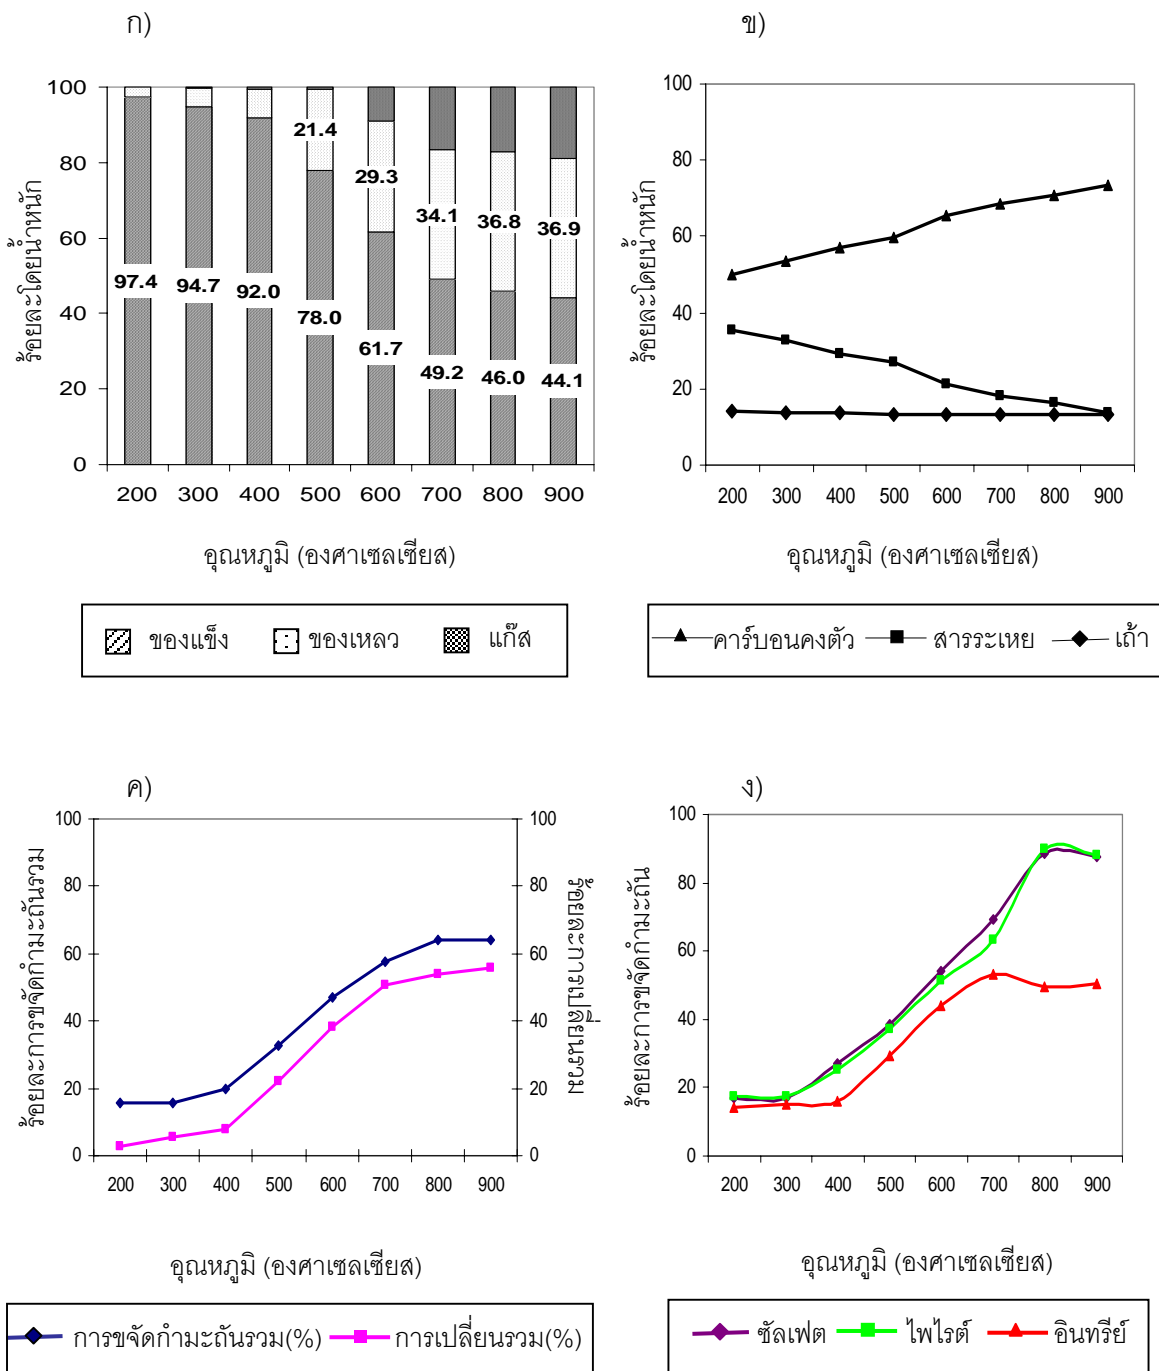 ก)
ร้อยละโดยน้ำหนัก
100
80
60
40
20
0
97.4
94.7
92.0
21.4
78.0
29.3
61.7
34.1
49.2
36.8
46.0
36.9
44.1
200 300 400 500 600 700 800 900
อุณหภูมิ (องศาเซลเซียส)
ของแข็ง ของเหลว แก๊ส
ข)
ร้อยละโดยน้ำหนัก
100
80
60
40
20
0
200 300 400 500 600 700 800 900
อุณหภูมิ (องศาเซลเซียส)
คาร์บอนคงตัว สารระเหย เถ้า
ค)
ร้อยละการขจัดกำมะถันรวม
100
80
60
40
20
0
100
80
60
40
20
0
ร้อยละการเปลี่ยนรวม
200 300 400 500 600 700 800 900
อุณหภูมิ (องศาเซลเซียส)
การขจัดกำมะถันรวม(%) การเปลี่ยนรวม(%)
ง)
ร้อยละการขจัดกำมะถัน
100
80
60
40
20
0
200 300 400 500 600 700 800 900
อุณหภูมิ (องศาเซลเซียส)
ซัลเฟต ไพไรต์ อินทรีย์